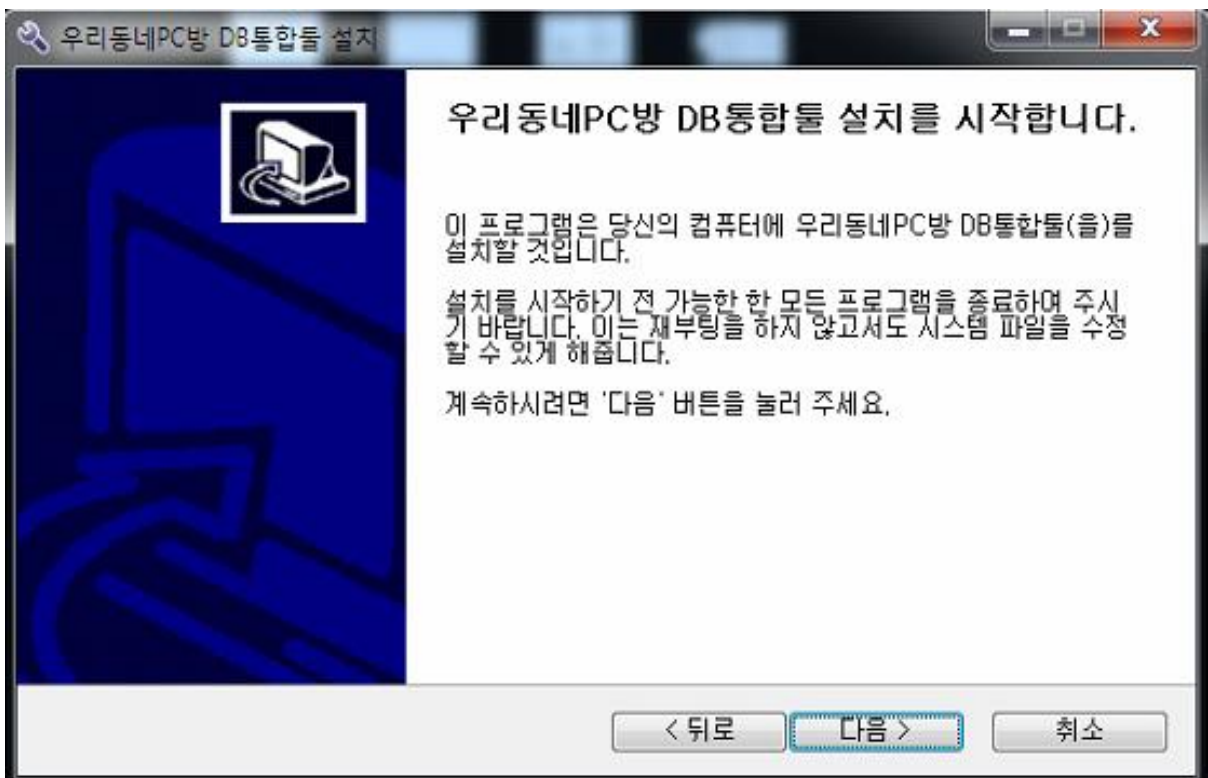 우리동네PC방 DB통합툴 설치
우리동네PC방 DB통합툴 설치를 시작합니다.
이 프로그램은 당신의 컴퓨터에 우리동네PC방 DB통합툴(을)를
설치할 것입니다.
설치를 시작하기 전 가능한 한 모든 프로그램을 종료하여 주시
기 바랍니다. 이는 재부팅을 하지 않고서도 시스템 파일을 수정
할 수 있게 해줍니다.
계속하시려면 '다음' 버튼을 눌러 주세요.
< 뒤로 다음 > 취소